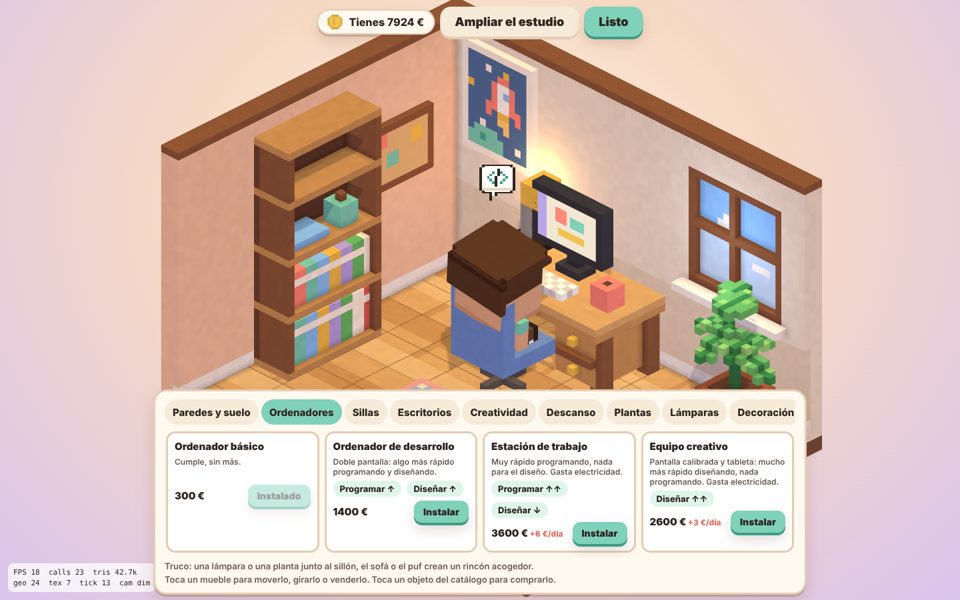 Tienes 7924 €
Ampliar el estudio
Listo
Paredes y suelo
Ordenadores
Sillas
Escritorios
Creatividad
Descanso
Plantas
Lámparas
Decoración
Ordenador básico
Cumple, sin más.
300 €
Instalado
Ordenador de desarrollo
Doble pantalla: algo más rápido
programando y diseñando.
Programar ↑
Diseñar ↑
1400 €
Instalar
Estación de trabajo
Muy rápido programando, nada
para el diseño. Gasta electricidad.
Programar ↑↑
Diseñar ↓
3600 € +6 €/día
Instalar
Equipo creativo
Pantalla calibrada y tableta: mucho
más rápido diseñando, nada
programando. Gasta electricidad.
Diseñar ↑↑
2600 € +3 €/día
Instalar
Truco: una lámpara o una planta junto al sillón, el sofá o el puf crean un rincón acogedor.
Toca un mueble para moverlo, girarlo o venderlo. Toca un objeto del catálogo para comprarlo.
FPS 18 calls 23 tris 42.7k
geo 24 tex 7 tick 13 cam dim